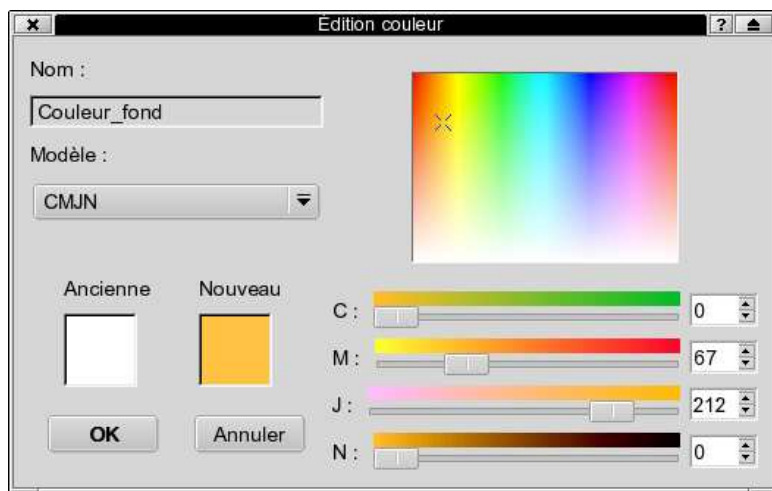 Édition couleur
?
Nom :
Couleur_fond
Modèle :
CMJN
Ancienne
Nouveau
C :
0
M :
67
J :
212
N :
0
OK
Annuler